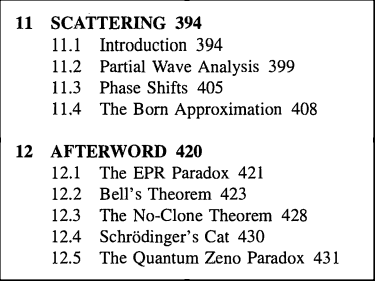 11 SCATTERING 394
11.1 Introduction 394
11.2 Partial Wave Analysis 399
11.3 Phase Shifts 405
11.4 The Born Approximation 408
12 AFTERWORD 420
12.1 The EPR Paradox 421
12.2 Bell's Theorem 423
12.3 The No-Clone Theorem 428
12.4 Schrödinger's Cat 430
12.5 The Quantum Zeno Paradox 431